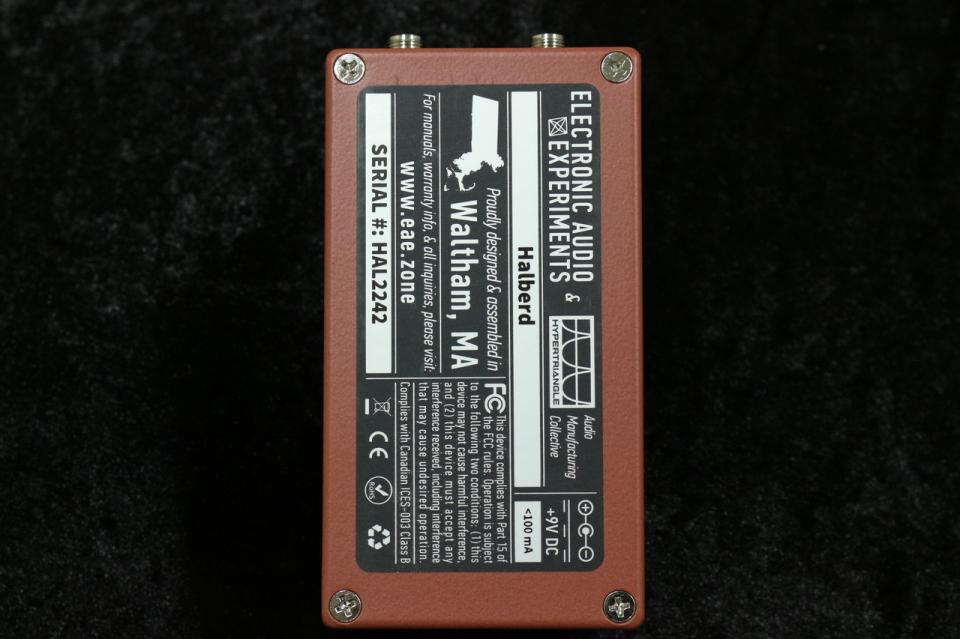 ELECTRONIC AUDIO
EXPERIMENTS &
HYPERTRIANGLE
Audio
Manufacturing
Collective
Halberd
+9V DC
<100 mA
Proudly designed & assembled in
Waltham, MA
For manuals, warranty info, & all inquiries, please visit:
www.eae.zone
SERIAL #: HAL2242
FC This device complies with Part 15 of
the FCC rules. Operation is subject
to the following two conditions: (1) this
device may not cause harmful interference,
and (2) this device must accept any
interference received, including interference
that may cause undesired operation.
Complies with Canadian ICES-003 Class B
CE
RoHS